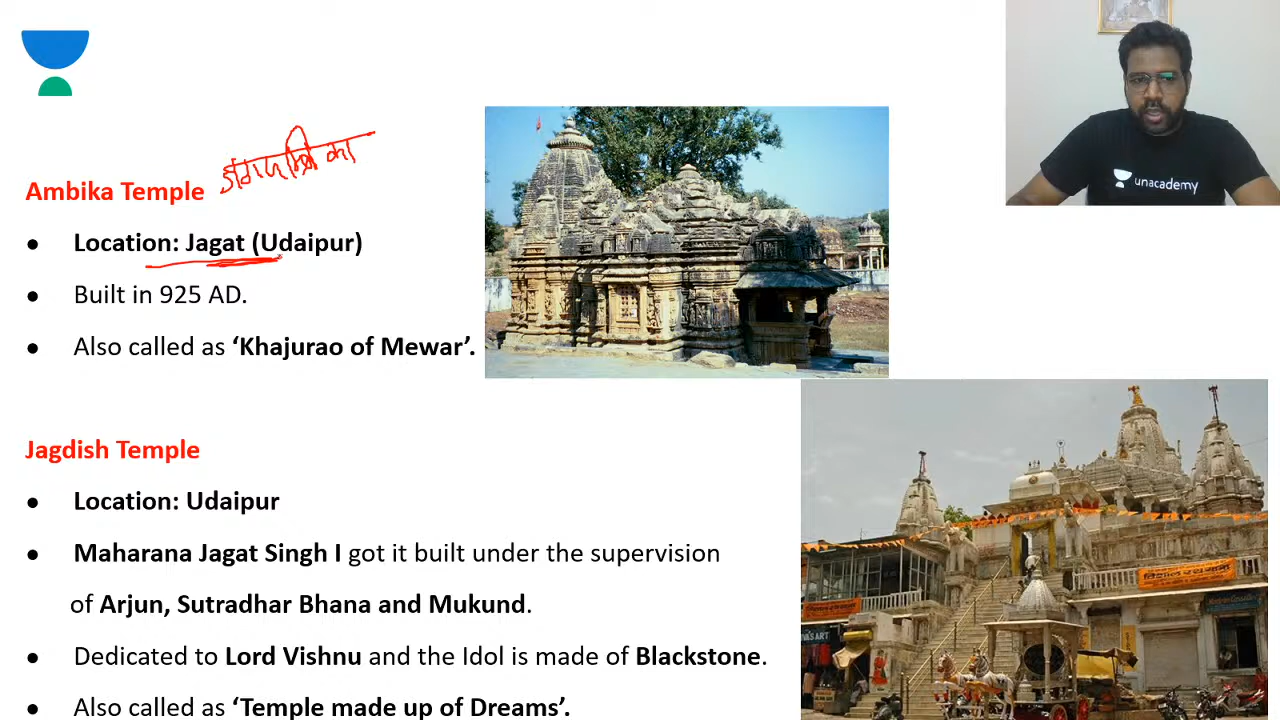 Ambika Temple
● Location: Jagat (Udaipur)
● Built in 925 AD.
● Also called as ‘Khajurao of Mewar’.
Jagdish Temple
● Location: Udaipur
● Maharana Jagat Singh I got it built under the supervision
of Arjun, Sutradhar Bhana and Mukund.
● Dedicated to Lord Vishnu and the Idol is made of Blackstone.
● Also called as ‘Temple made up of Dreams’.
unacademy